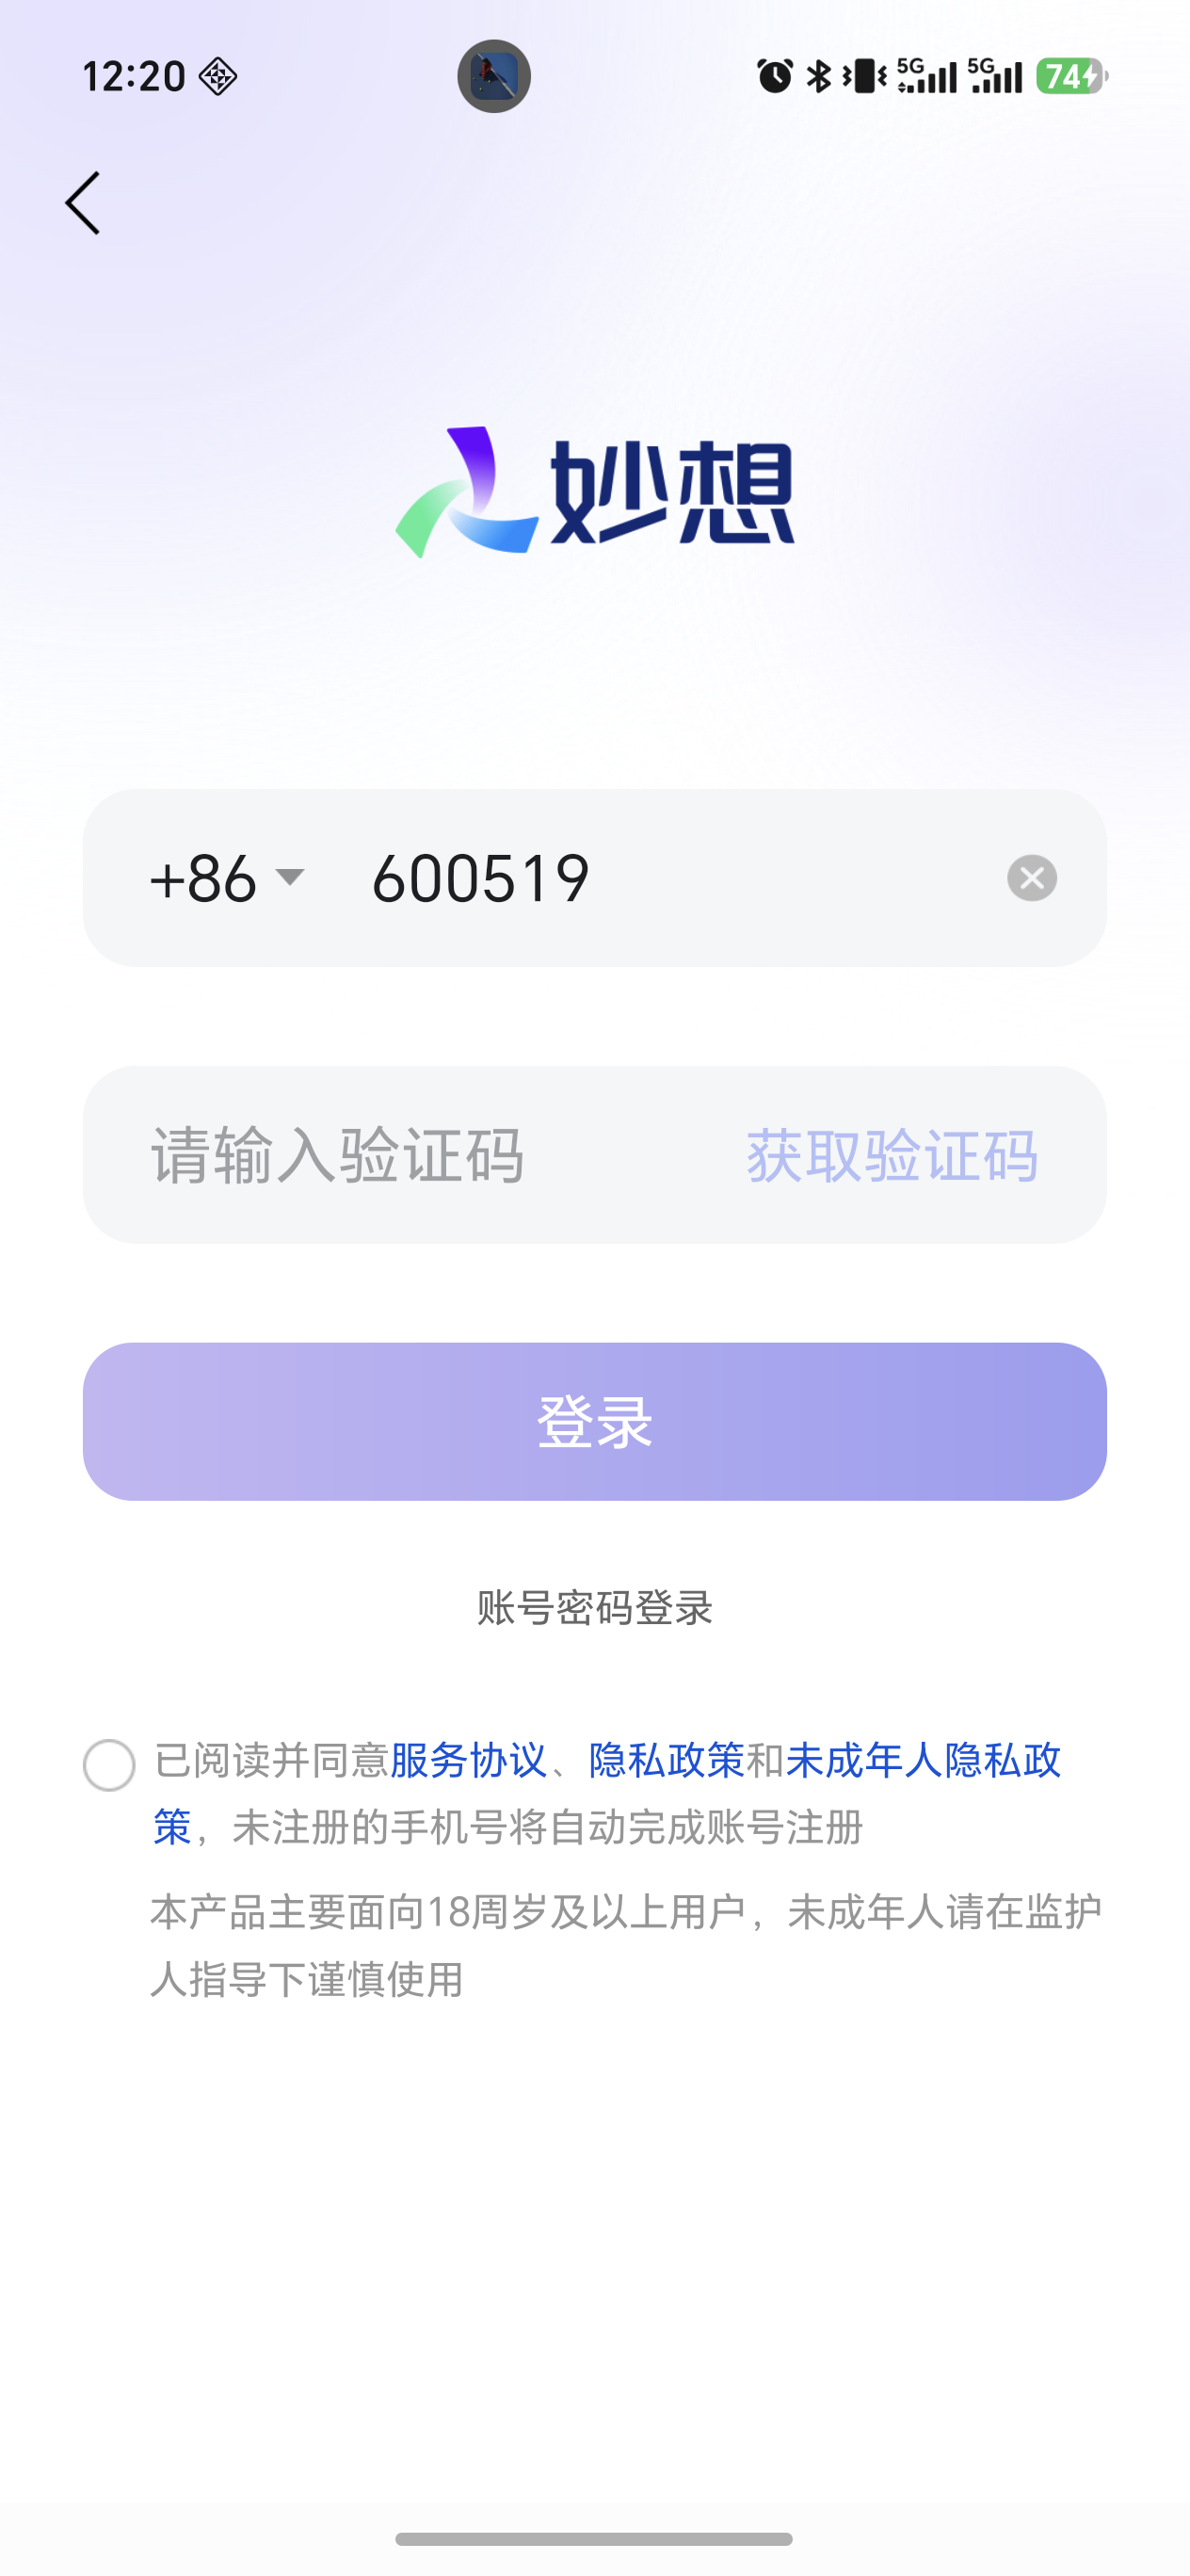 12:20
5G 5G 74
妙想
+86 600519
请输入验证码 获取验证码
登录
账号密码登录
已阅读并同意服务协议、隐私政策和未成年人隐私政
策，未注册的手机号将自动完成账号注册
本产品主要面向18周岁及以上用户，未成年人请在监护
人指导下谨慎使用